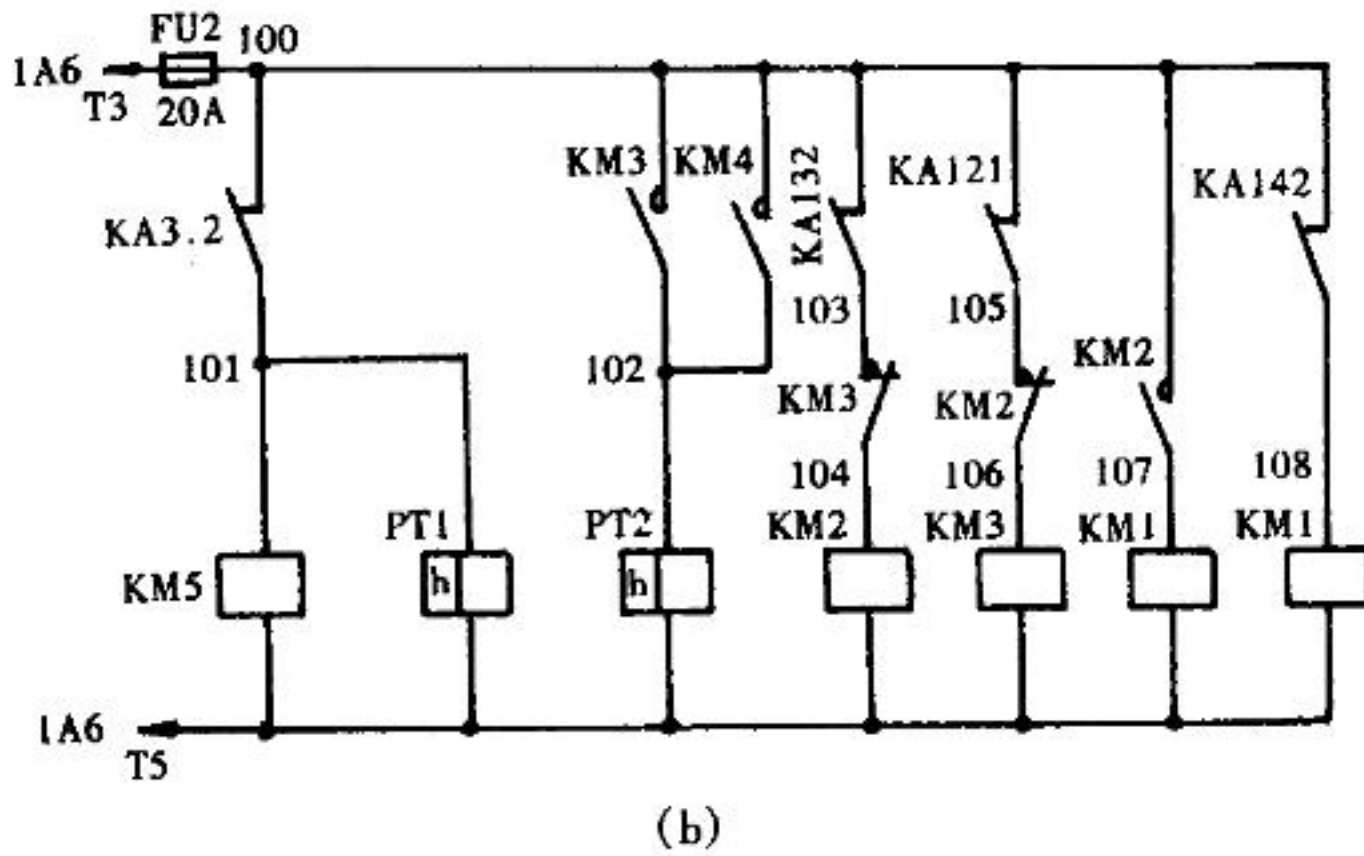 FU2 100
1A6
T3 20A
KM3 KM4 KA132 KA121 KA142
KA3.2
103 105
101 102 KM2
KM3 KM2
104 106 107 108
PT1 PT2 KM2 KM3 KM1 KM1
KM5 h h
1A6
T5
(b)